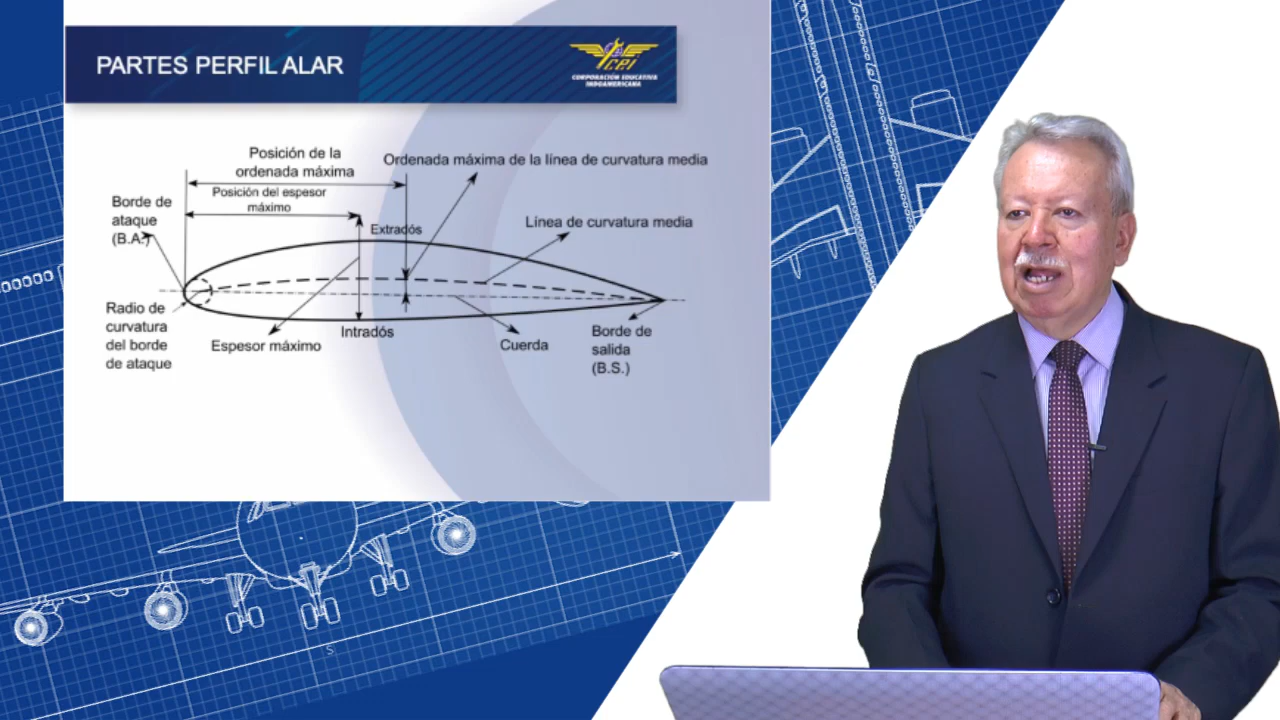 PARTES PERFIL ALAR
CORPORACIÓN EDUCATIVA
INDOAMERICANA
Posición de la
ordenada máxima
Ordenada máxima de la línea de curvatura media
Posición del espesor
máximo
Borde de
ataque
(B.A.)
Extradós
Línea de curvatura media
Radio de
curvatura
del borde
de ataque
Espesor máximo
Intradós
Cuerda
Borde de
salida
(B.S.)
S